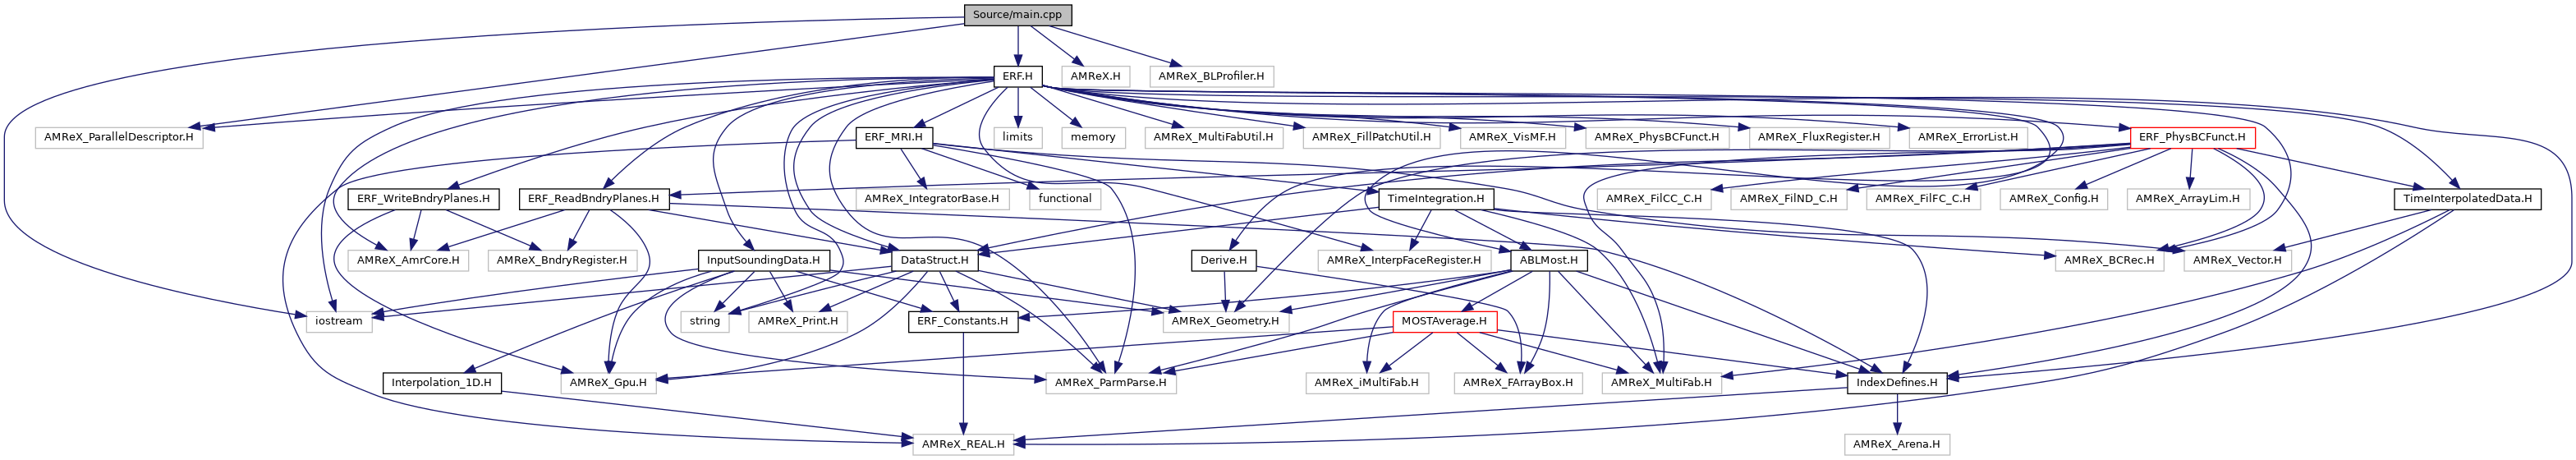 Source/main.cpp
ERF.H
AMReX.H
AMReX_BLProfiler.H
AMReX_ParallelDescriptor.H
ERF_MRI.H
limits
memory
AMReX_MultiFabUtil.H
AMReX_FillPatchUtil.H
AMReX_VisMF.H
AMReX_PhysBCFunct.H
AMReX_FluxRegister.H
AMReX_ErrorList.H
ERF_PhysBCFunct.H
ERF_WriteBndryPlanes.H
ERF_ReadBndryPlanes.H
AMReX_IntegratorBase.H
functional
TimeIntegration.H
AMReX_FilCC_C.H
AMReX_FilND_C.H
AMReX_FilFC_C.H
AMReX_Config.H
AMReX_ArrayLim.H
TimeInterpolatedData.H
AMReX_AmrCore.H
AMReX_BndryRegister.H
InputSoundingData.H
DataStruct.H
Derive.H
AMReX_InterpFaceRegister.H
ABLMost.H
AMReX_BCRec.H
AMReX_Vector.H
iostream
string
AMReX_Print.H
ERF_Constants.H
AMReX_Geometry.H
MOSTAverage.H
Interpolation_1D.H
AMReX_Gpu.H
AMReX_ParmParse.H
AMReX_iMultiFab.H
AMReX_FArrayBox.H
AMReX_MultiFab.H
IndexDefines.H
AMReX_REAL.H
AMReX_Arena.H